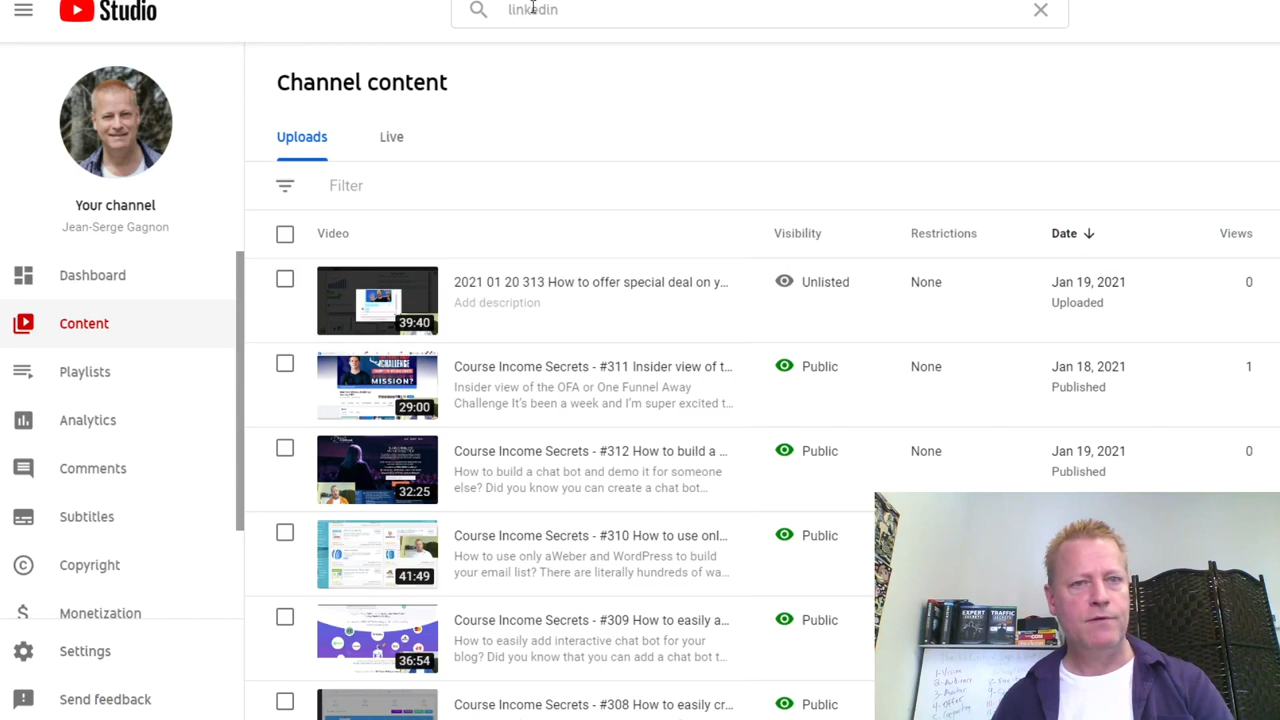 Studio
linkedin
Channel content
Uploads
Live
Filter
Your channel
Jean-Serge Gagnon
Dashboard
Content
Playlists
Analytics
Comments
Subtitles
Copyright
Monetization
Settings
Send feedback
Video
Visibility
Restrictions
Date
Views
39:40
2021 01 20 313 How to offer special deal on y...
Add description
Unlisted
None
Jan 19, 2021
Uploaded
0
CHALLENGE
MISSION?
29:00
Course Income Secrets - #311 Insider view of t...
Insider view of the OFA or One Funnel Away
Challenge It's been a week and I'm super excited t...
Public
None
Jan 18, 2021
Published
1
32:25
Course Income Secrets - #312 How to build a ...
How to build a chat bot and demo it for someone
else? Did you know you can create a chat bot...
Public
None
Jan 19, 2021
Published
0
41:49
Course Income Secrets - #310 How to use onl...
How to use only aWeber and WordPress to build
your email list? There are literally hundreds of wa...
Public
36:54
Course Income Secrets - #309 How to easily a...
How to easily add interactive chat bot for your
blog? Did you know that you can add a chat bot t...
Public
Course Income Secrets - #308 How to easily cr...
Public
EXPERT
SECRETS
TRAFFIC
SECRETS